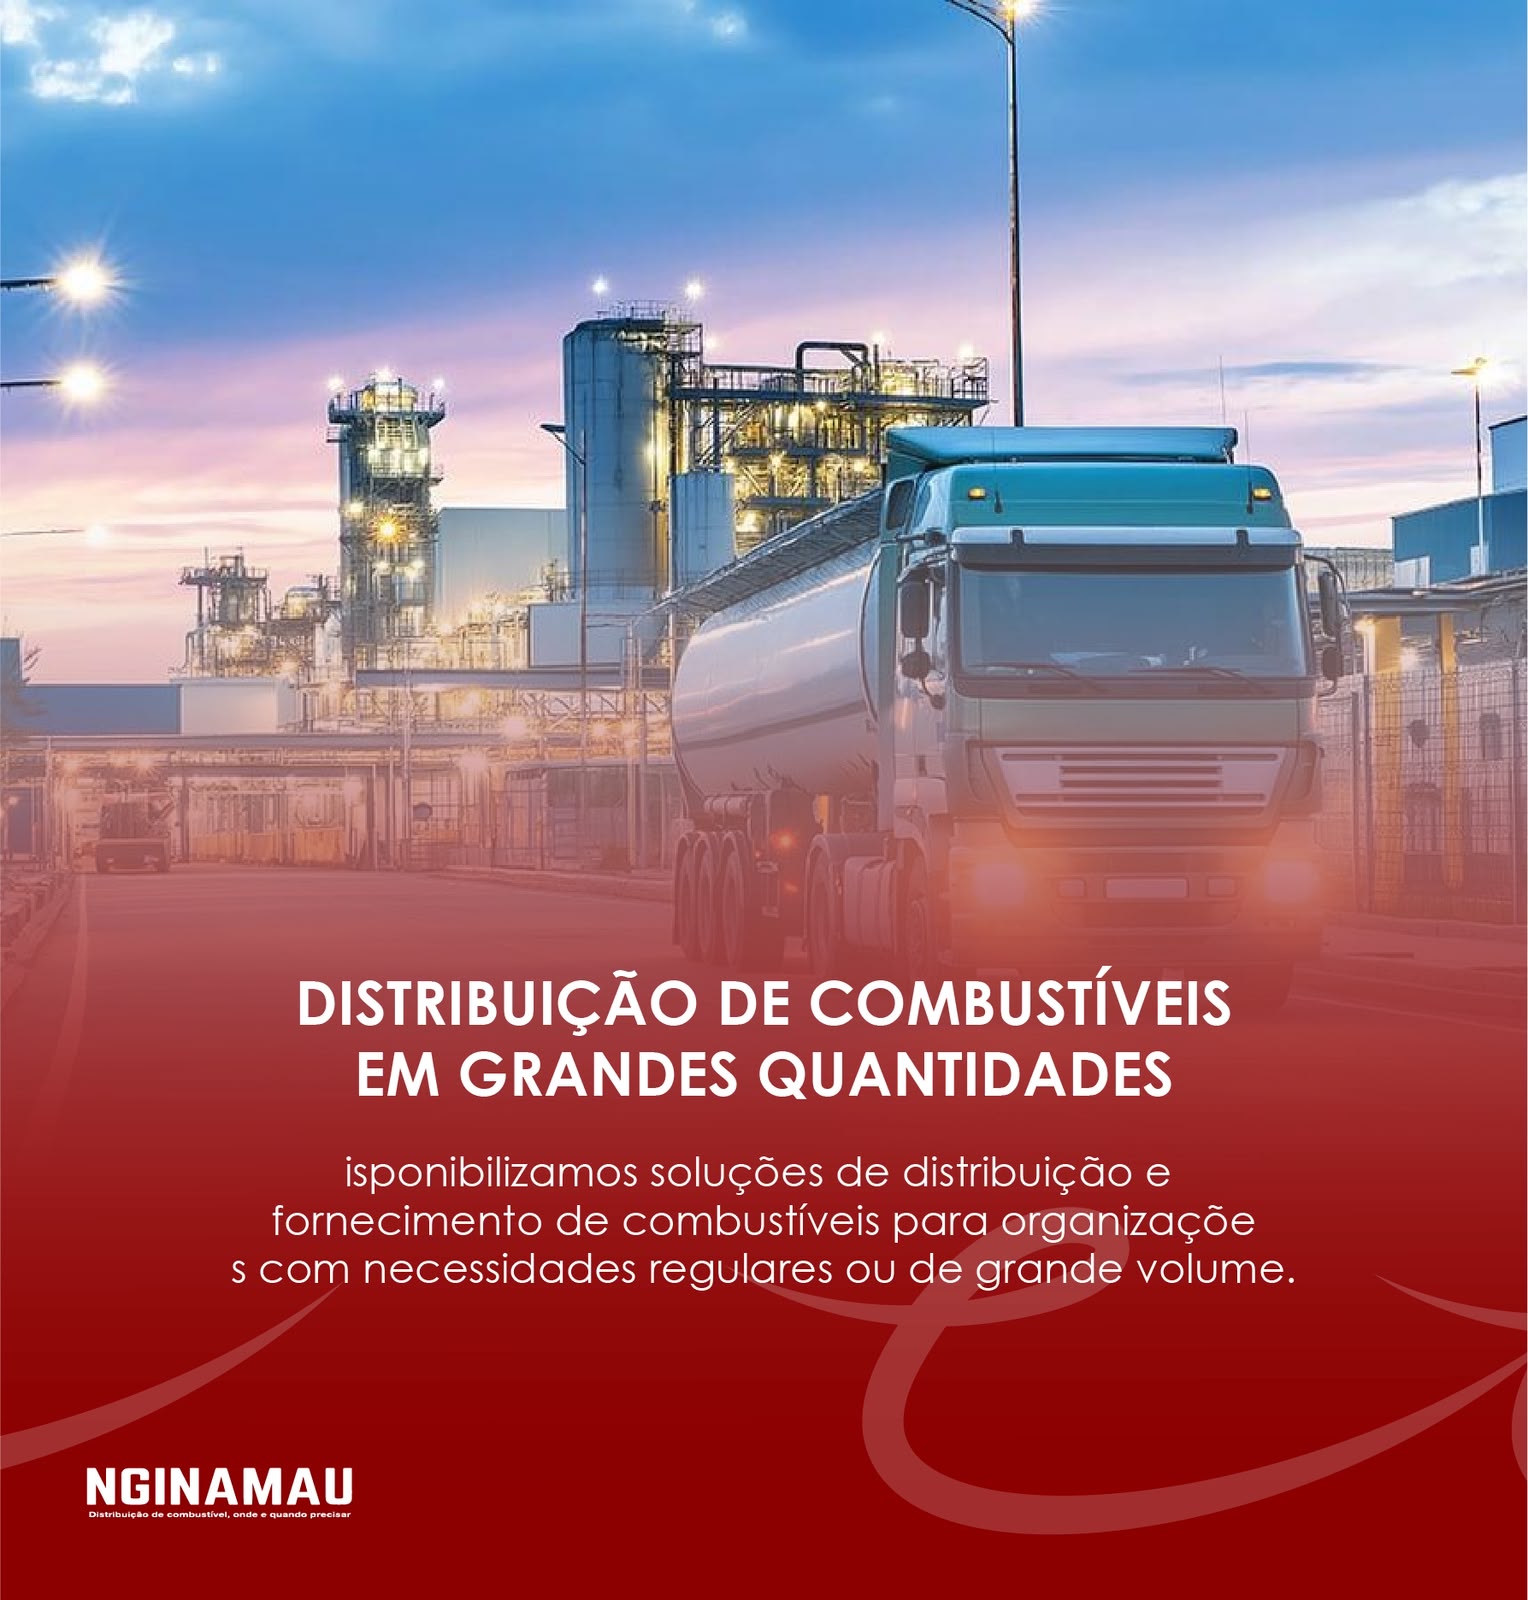 DISTRIBUIÇÃO DE COMBUSTÍVEIS
EM GRANDES QUANTIDADES
isponibilizamos soluções de distribuição e
fornecimento de combustíveis para organizaçõe
s com necessidades regulares ou de grande volume.
NGINAMAU
Distribuição de combustível, onde e quando precisar